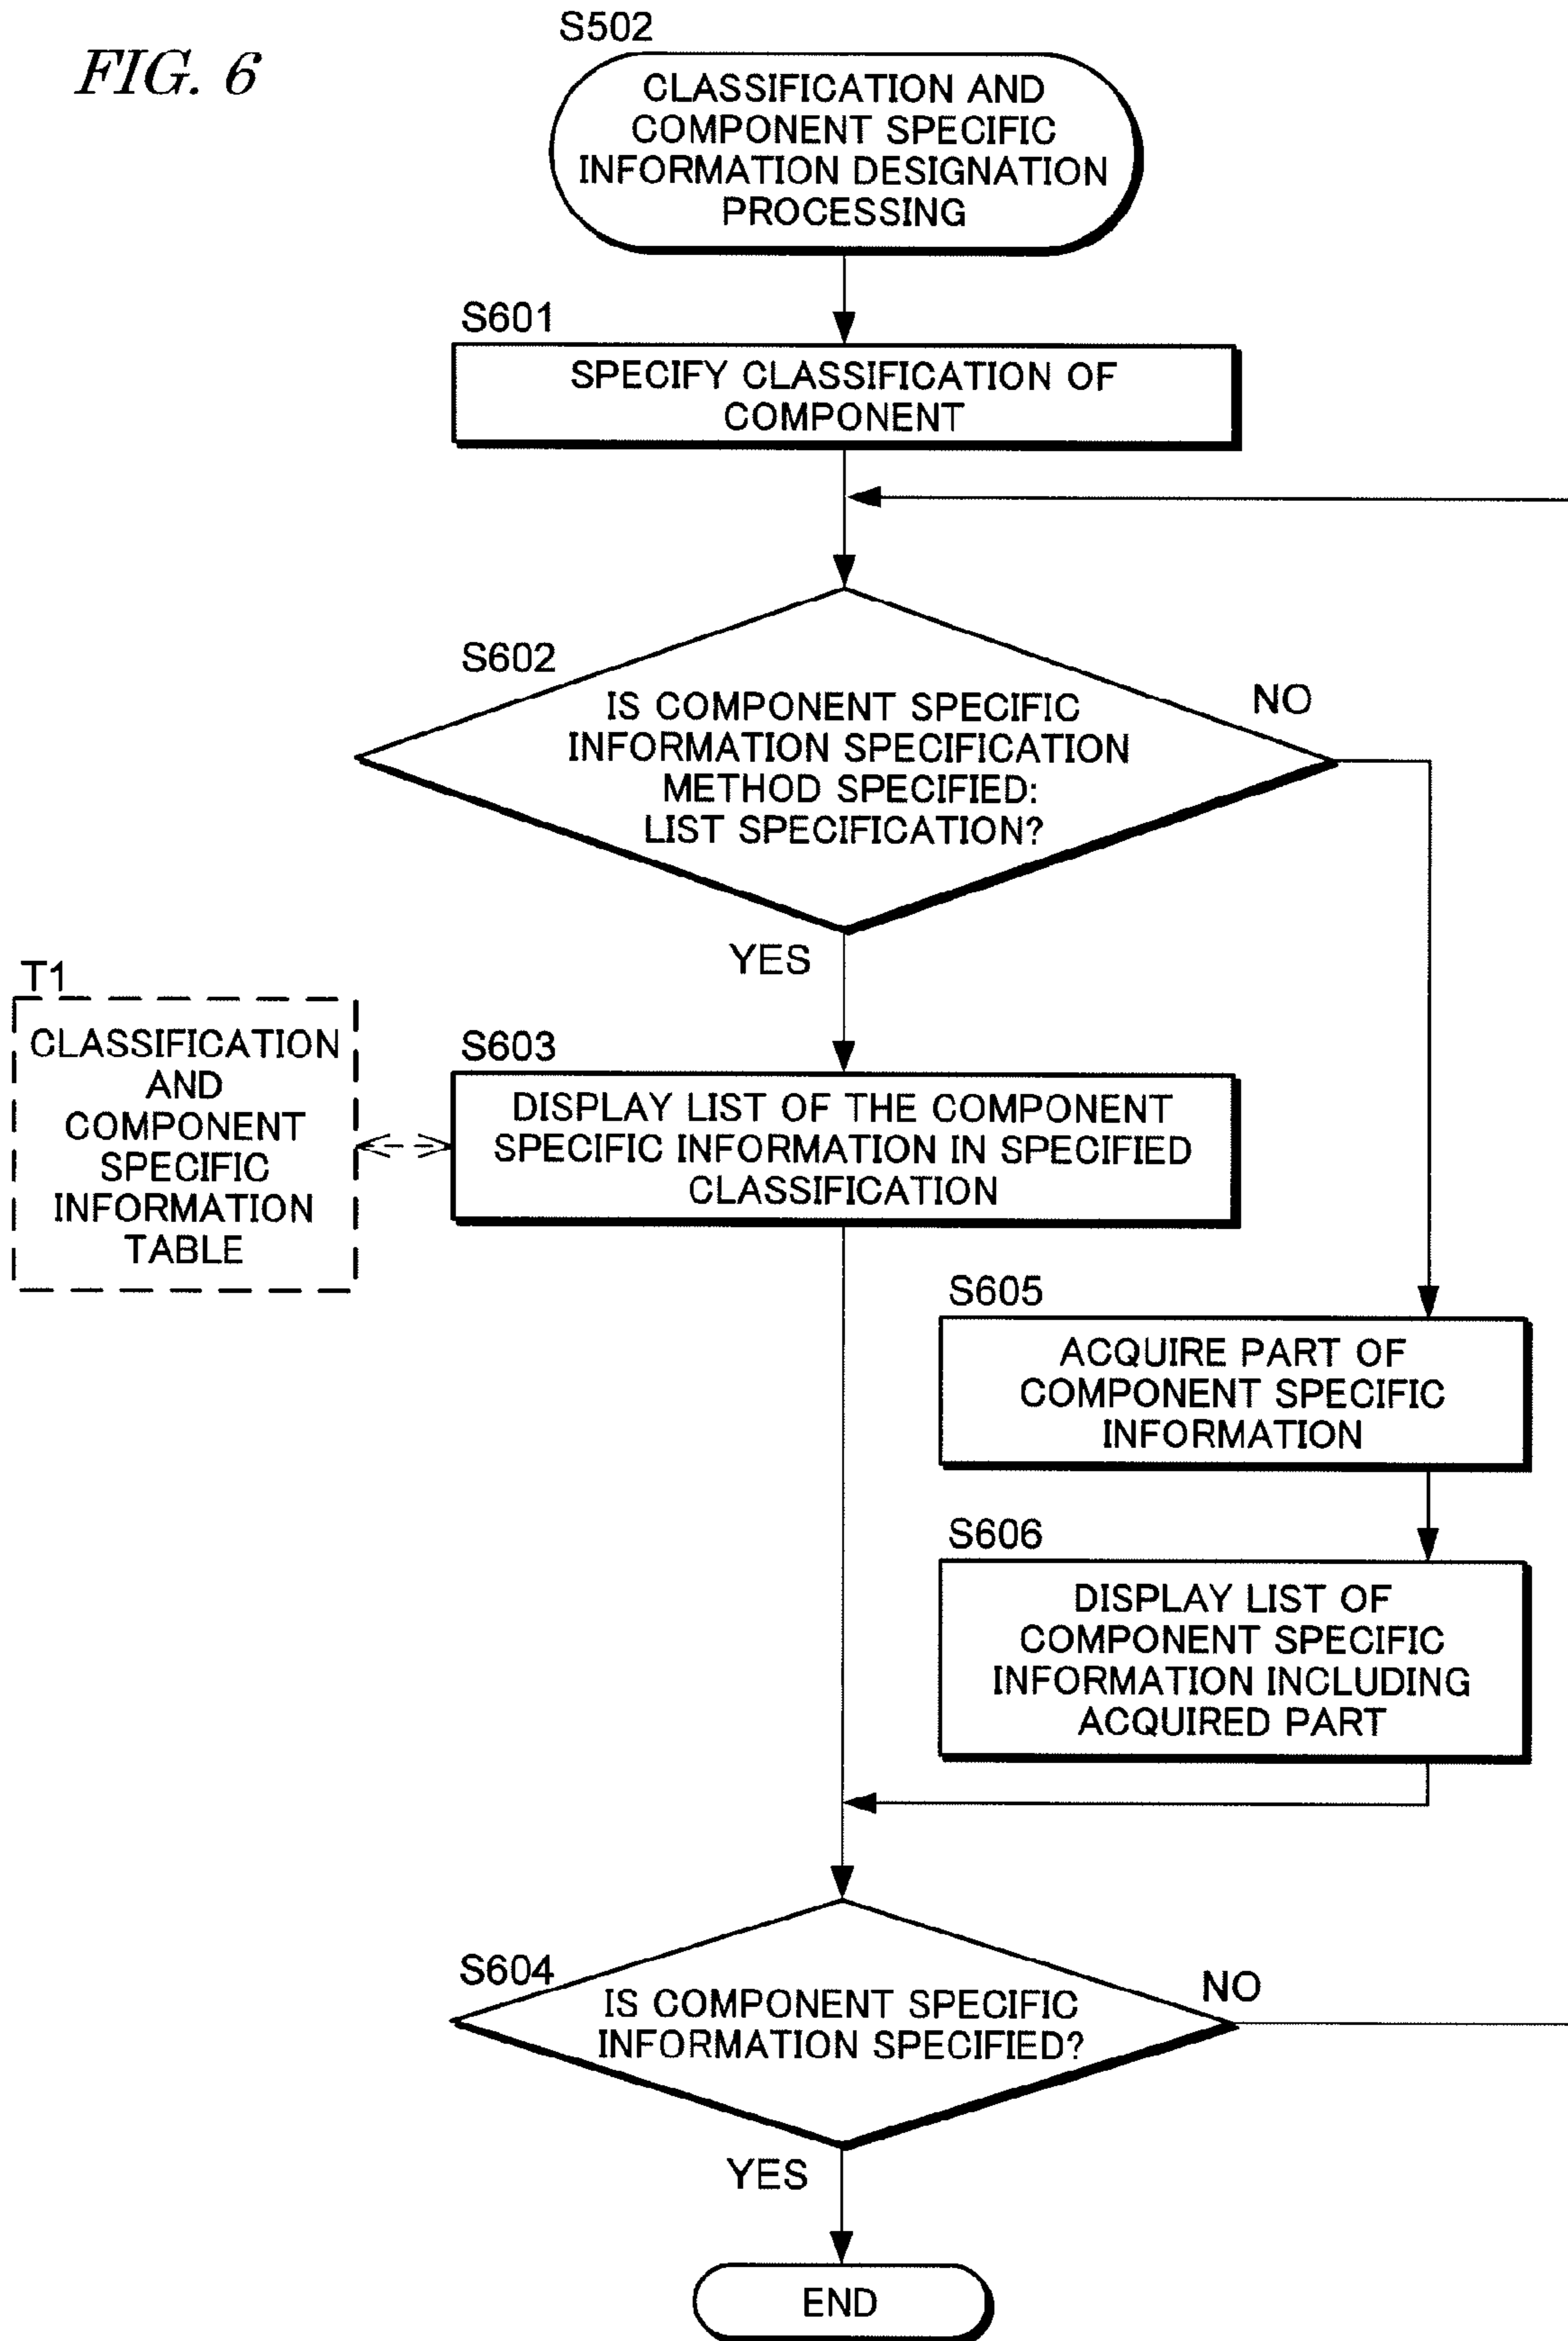 FIG. 6
S502
CLASSIFICATION AND
COMPONENT SPECIFIC
INFORMATION DESIGNATION
PROCESSING
S601
SPECIFY CLASSIFICATION OF
COMPONENT
S602
IS COMPONENT SPECIFIC
INFORMATION SPECIFICATION
METHOD SPECIFIED:
LIST SPECIFICATION?
NO
YES
T1
CLASSIFICATION
AND
COMPONENT
SPECIFIC
INFORMATION
TABLE
S603
DISPLAY LIST OF THE COMPONENT
SPECIFIC INFORMATION IN SPECIFIED
CLASSIFICATION
S605
ACQUIRE PART OF
COMPONENT SPECIFIC
INFORMATION
S606
DISPLAY LIST OF
COMPONENT SPECIFIC
INFORMATION INCLUDING
ACQUIRED PART
S604
IS COMPONENT SPECIFIC
INFORMATION SPECIFIED?
NO
YES
END